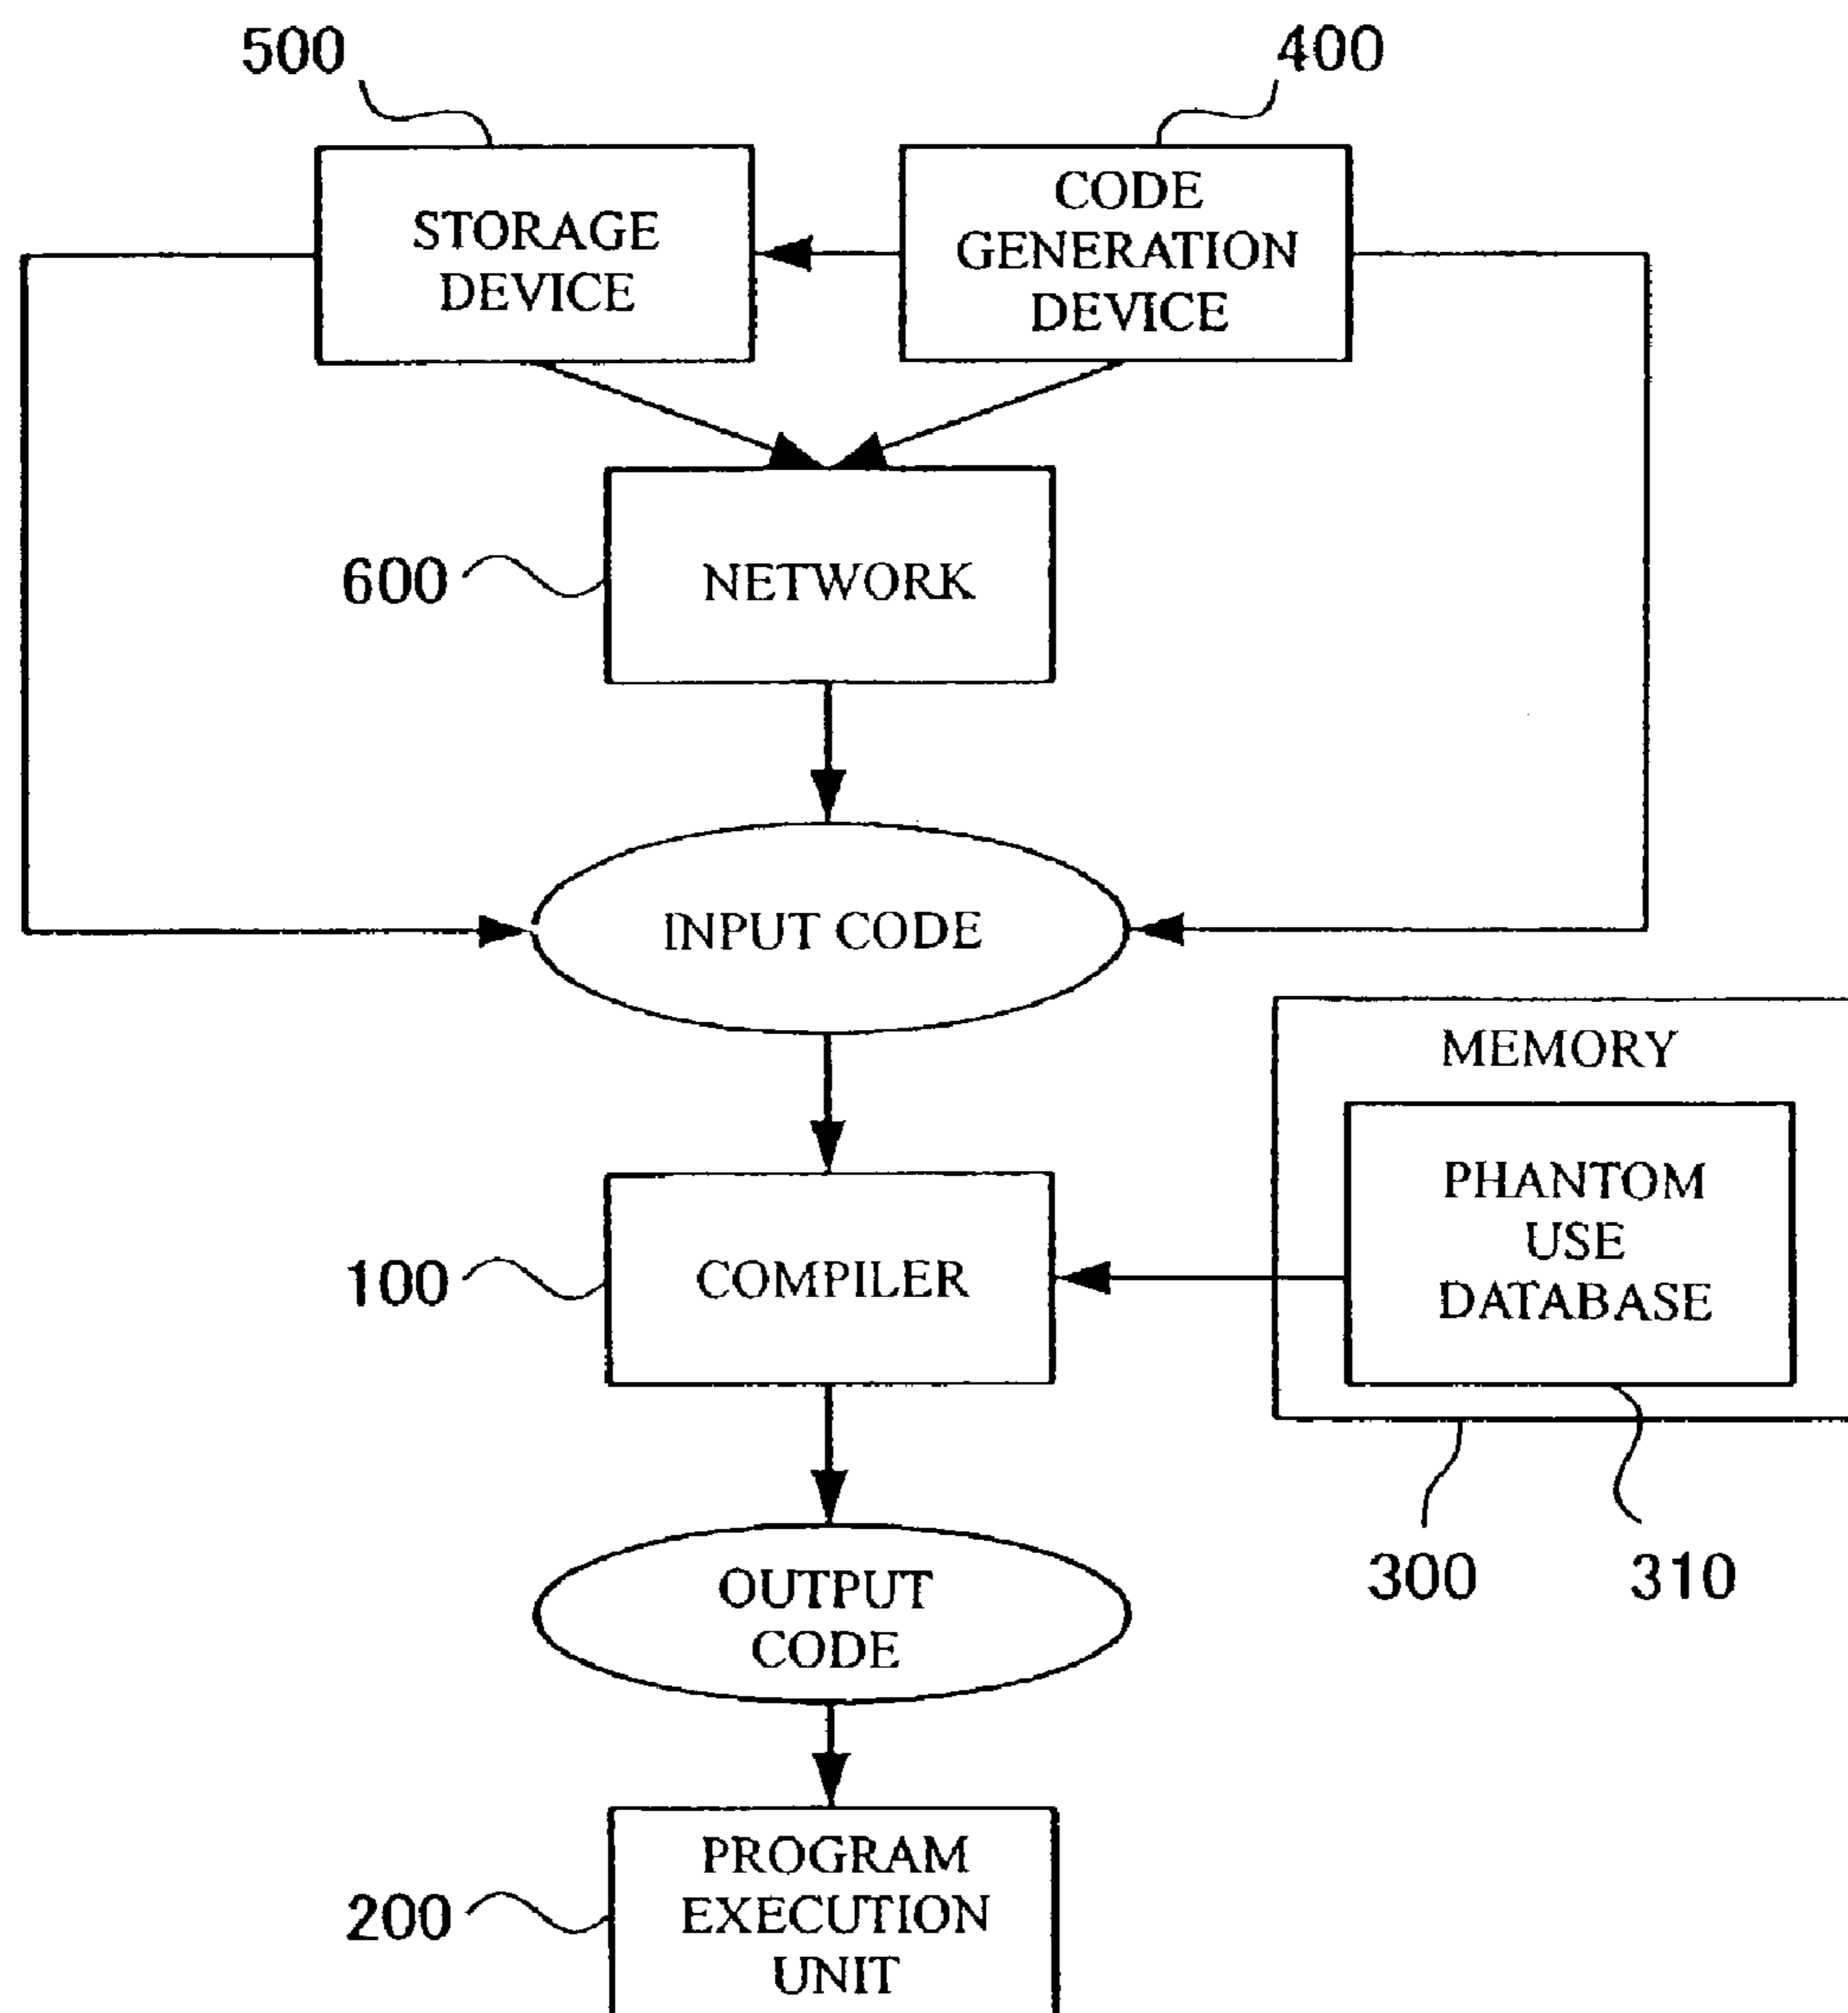 500
400
STORAGE
DEVICE
CODE
GENERATION
DEVICE
600
NETWORK
INPUT CODE
MEMORY
PHANTOM
USE
DATABASE
100
COMPILER
300
310
OUTPUT
CODE
200
PROGRAM
EXECUTION
UNIT